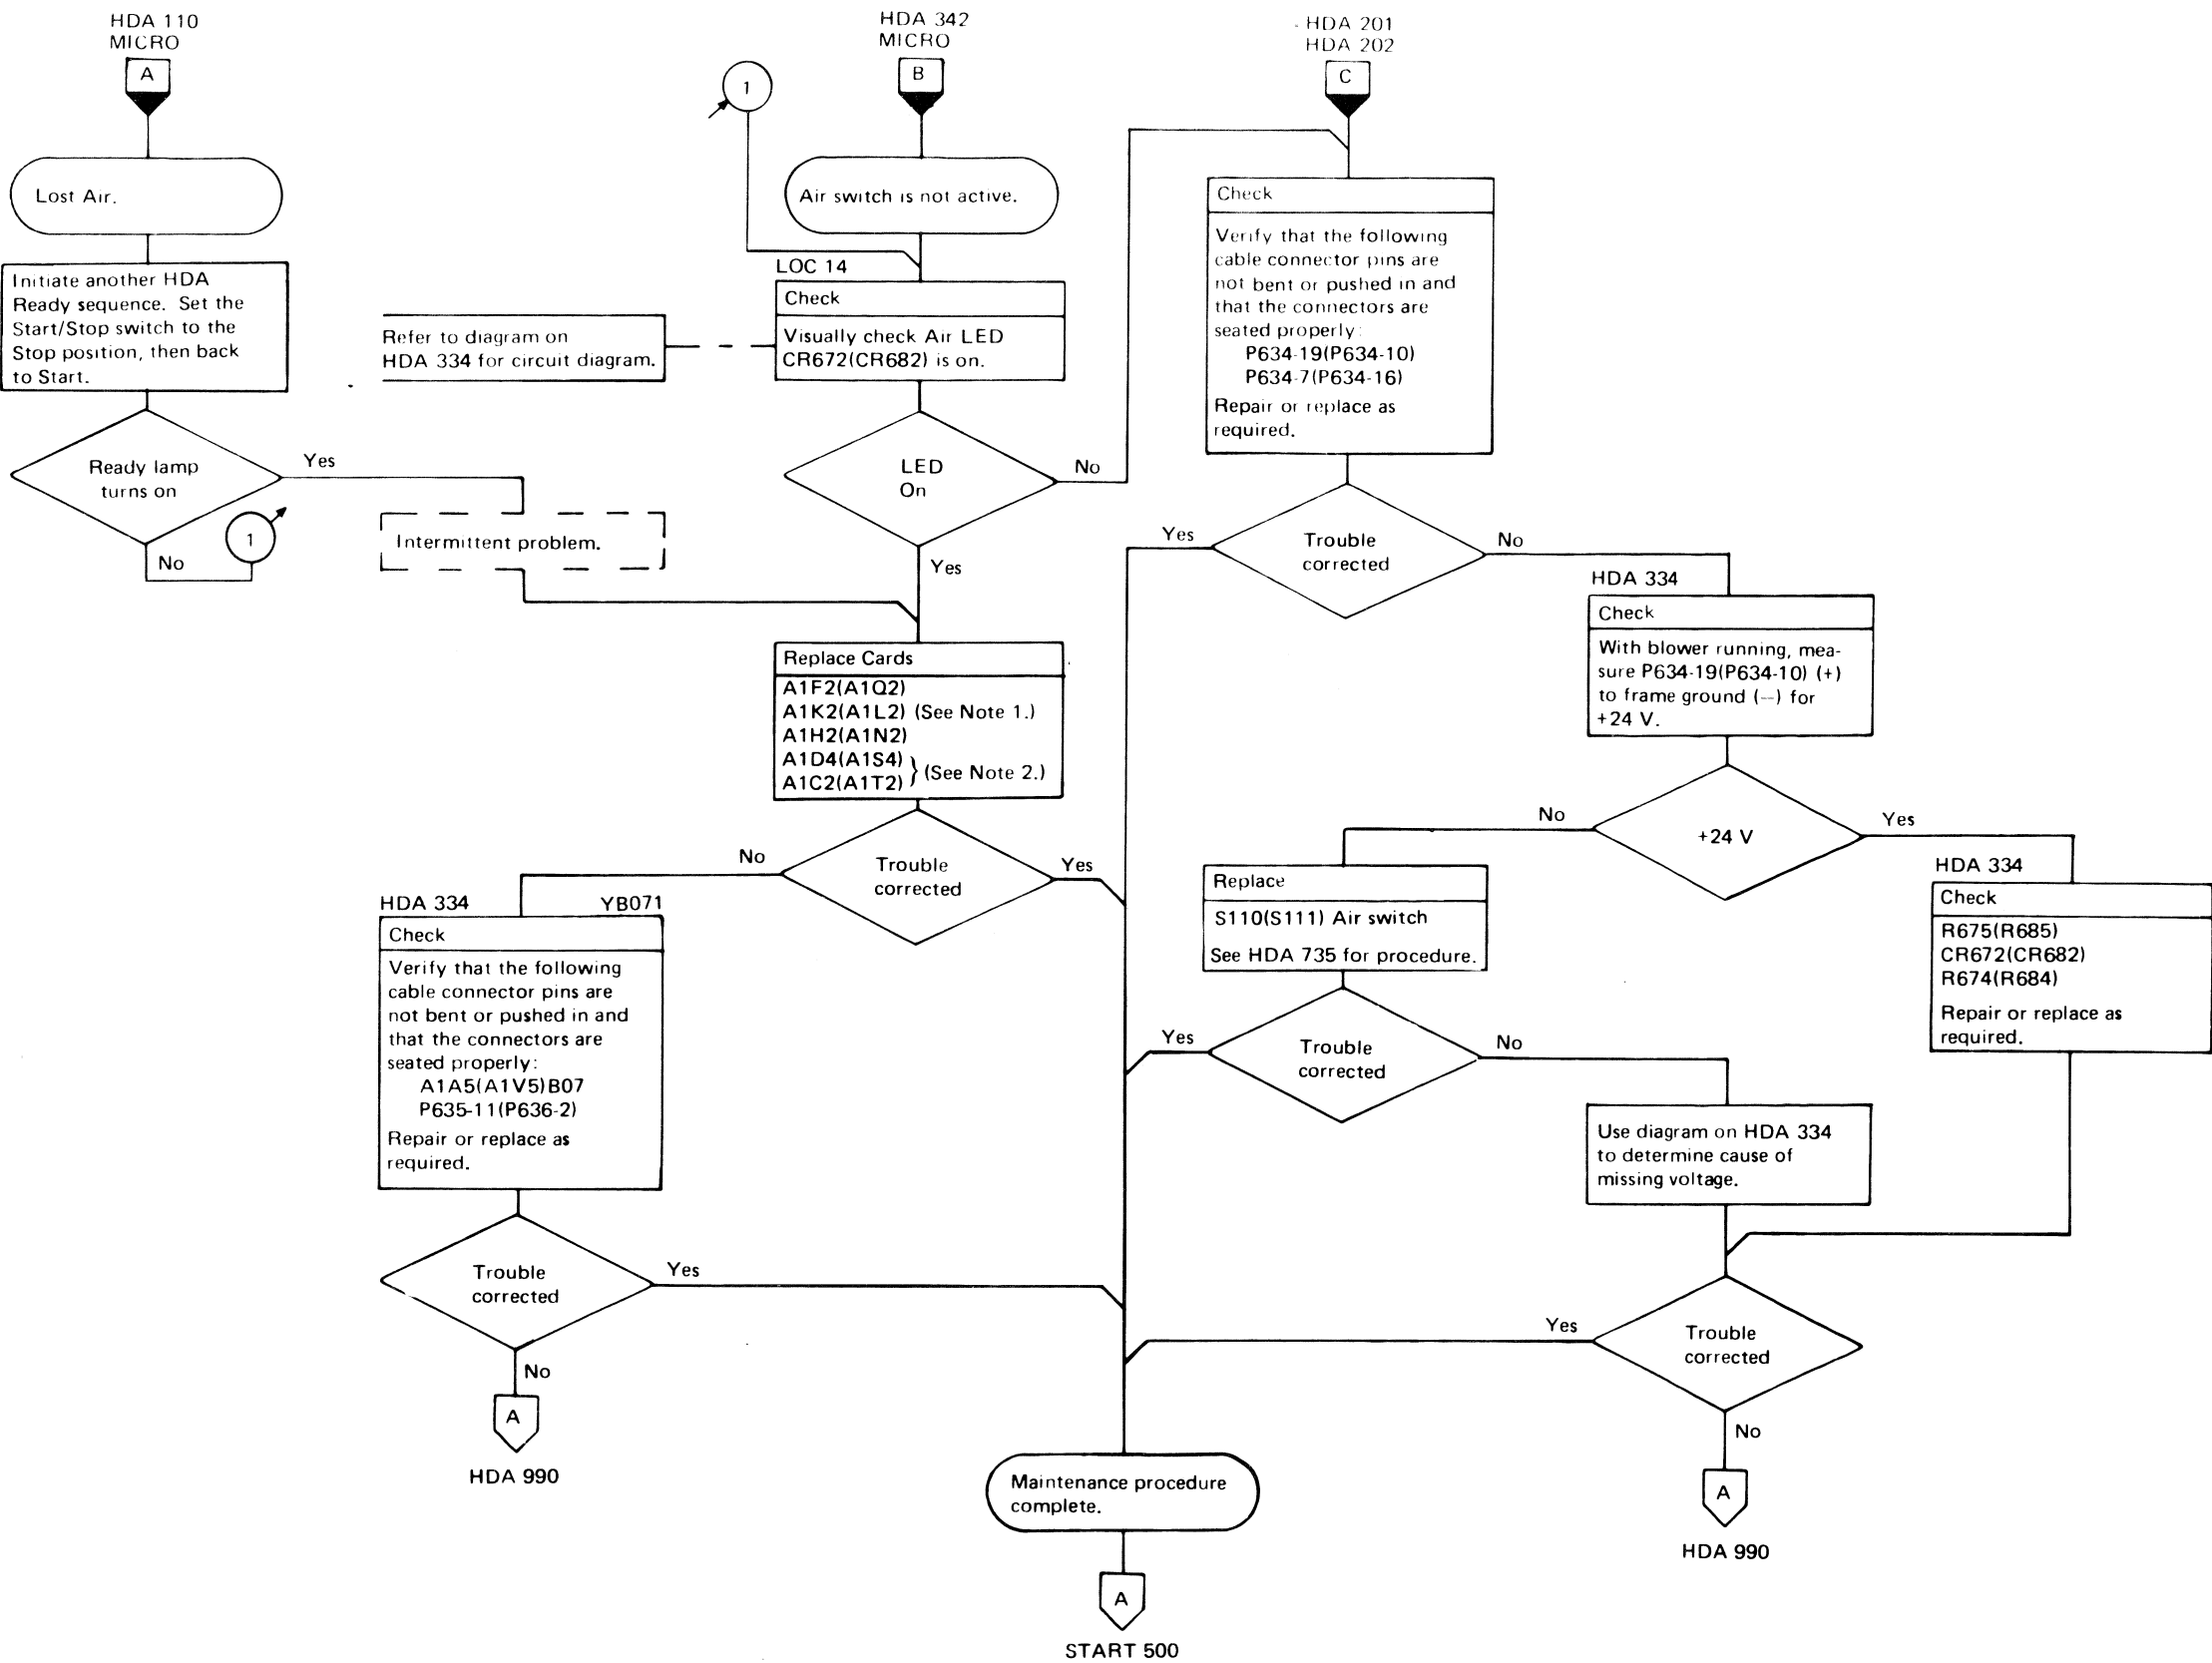 HDA 110
MICRO
A
Lost Air.
Initiate another HDA
Ready sequence. Set the
Start/Stop switch to the
Stop position, then back
to Start.
Ready lamp
turns on
Yes
No
1
Intermittent problem.
HDA 342
MICRO
B
1
Air switch is not active.
LOC 14
Check
Visually check Air LED
CR672(CR682) is on.
Refer to diagram on
HDA 334 for circuit diagram.
LED
On
No
Yes
Replace Cards
A1F2(A1Q2)
A1K2(A1L2) (See Note 1.)
A1H2(A1N2)
A1D4(A1S4)
A1C2(A1T2)
} (See Note 2.)
Trouble
corrected
No
Yes
HDA 334 YB071
Check
Verify that the following
cable connector pins are
not bent or pushed in and
that the connectors are
seated properly:
A1A5(A1V5)B07
P635-11(P636-2)
Repair or replace as
required.
Trouble
corrected
Yes
No
A
HDA 990
HDA 201
HDA 202
C
Check
Verify that the following
cable connector pins are
not bent or pushed in and
that the connectors are
seated properly:
P634-19(P634-10)
P634-7(P634-16)
Repair or replace as
required.
Trouble
corrected
Yes
No
HDA 334
Check
With blower running, mea-
sure P634-19(P634-10) (+)
to frame ground (--) for
+24 V.
+24 V
No
Yes
Replace
S110(S111) Air switch
See HDA 735 for procedure.
HDA 334
Check
R675(R685)
CR672(CR682)
R674(R684)
Repair or replace as
required.
Trouble
corrected
Yes
No
Use diagram on HDA 334
to determine cause of
missing voltage.
Trouble
corrected
Yes
No
A
HDA 990
Maintenance procedure
complete.
A
START 500